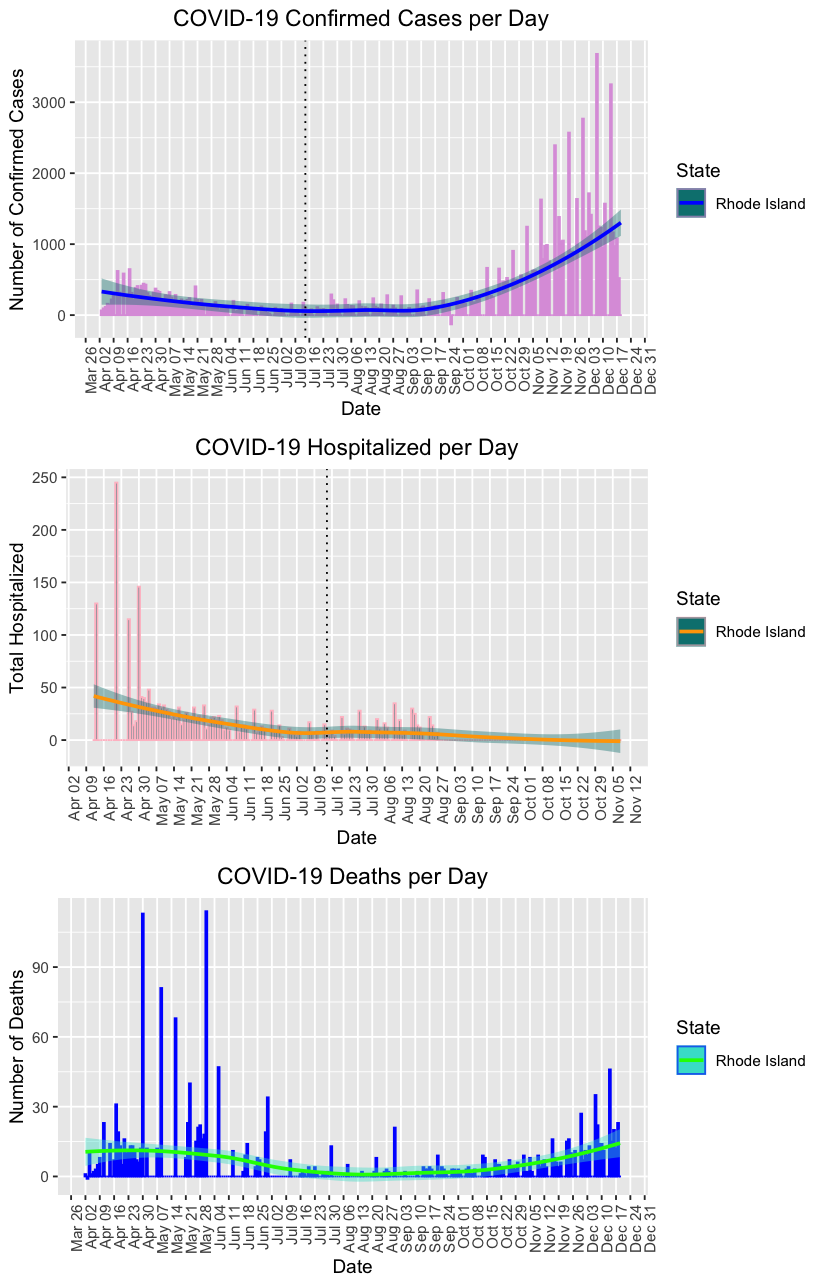 COVID-19 Confirmed Cases per Day
Number of Confirmed Cases
3000
2000
1000
0
Mar 26
Apr 02
Apr 09
Apr 16
Apr 23
Apr 30
May 07
May 14
May 21
May 28
Jun 04
Jun 11
Jun 18
Jun 25
Jul 02
Jul 09
Jul 16
Jul 23
Jul 30
Aug 06
Aug 13
Aug 20
Aug 27
Sep 03
Sep 10
Sep 17
Sep 24
Oct 01
Oct 08
Oct 15
Oct 22
Oct 29
Nov 05
Nov 12
Nov 19
Nov 26
Dec 03
Dec 10
Dec 17
Dec 24
Dec 31
Date
State
Rhode Island
COVID-19 Hospitalized per Day
Total Hospitalized
250
200
150
100
50
0
Apr 02
Apr 09
Apr 16
Apr 23
Apr 30
May 07
May 14
May 21
May 28
Jun 04
Jun 11
Jun 18
Jun 25
Jul 02
Jul 09
Jul 16
Jul 23
Jul 30
Aug 06
Aug 13
Aug 20
Aug 27
Sep 03
Sep 10
Sep 17
Sep 24
Oct 01
Oct 08
Oct 15
Oct 22
Oct 29
Nov 05
Nov 12
Date
State
Rhode Island
COVID-19 Deaths per Day
Number of Deaths
90
60
30
0
Mar 26
Apr 02
Apr 09
Apr 16
Apr 23
Apr 30
May 07
May 14
May 21
May 28
Jun 04
Jun 11
Jun 18
Jun 25
Jul 02
Jul 09
Jul 16
Jul 23
Jul 30
Aug 06
Aug 13
Aug 20
Aug 27
Sep 03
Sep 10
Sep 17
Sep 24
Oct 01
Oct 08
Oct 15
Oct 22
Oct 29
Nov 05
Nov 12
Nov 19
Nov 26
Dec 03
Dec 10
Dec 17
Dec 24
Dec 31
Date
State
Rhode Island